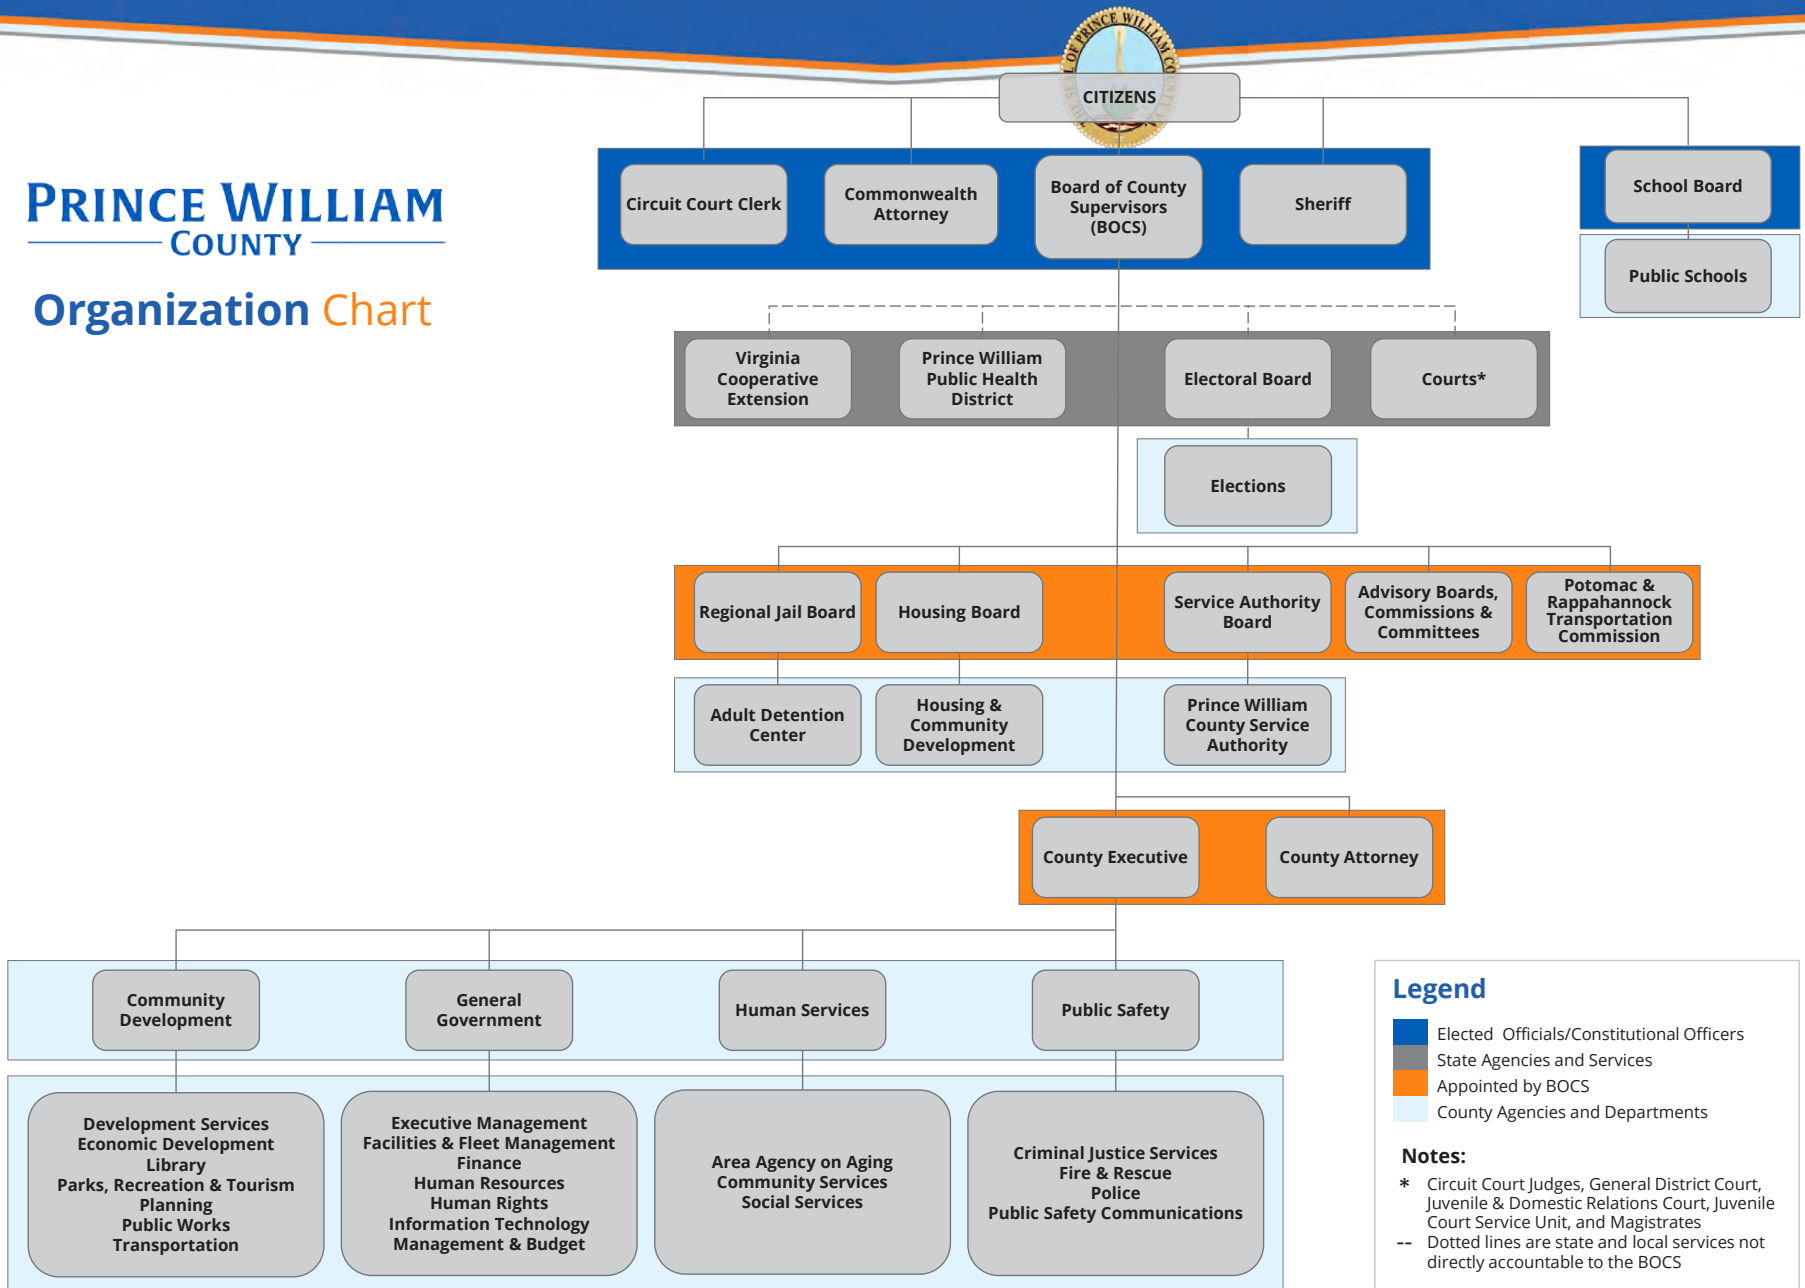 PRINCE WILLIAM
COUNTY
Organization Chart
CITIZENS
Circuit Court Clerk
Commonwealth
Attorney
Board of County
Supervisors
(BOCS)
Sheriff
School Board
Public Schools
Virginia
Cooperative
Extension
Prince William
Public Health
District
Electoral Board
Courts*
Elections
Regional Jail Board
Housing Board
Service Authority
Board
Advisory Boards,
Commissions &
Committees
Potomac &
Rappahannock
Transportation
Commission
Adult Detention
Center
Housing &
Community
Development
Prince William
County Service
Authority
County Executive
County Attorney
Community
Development
General
Government
Human Services
Public Safety
Development Services
Economic Development
Library
Parks, Recreation & Tourism
Planning
Public Works
Transportation
Executive Management
Facilities & Fleet Management
Finance
Human Resources
Human Rights
Information Technology
Management & Budget
Area Agency on Aging
Community Services
Social Services
Criminal Justice Services
Fire & Rescue
Police
Public Safety Communications
Legend
Elected Officials/Constitutional Officers
State Agencies and Services
Appointed by BOCS
County Agencies and Departments
Notes:
* Circuit Court Judges, General District Court,
Juvenile & Domestic Relations Court, Juvenile
Court Service Unit, and Magistrates
-- Dotted lines are state and local services not
directly accountable to the BOCS